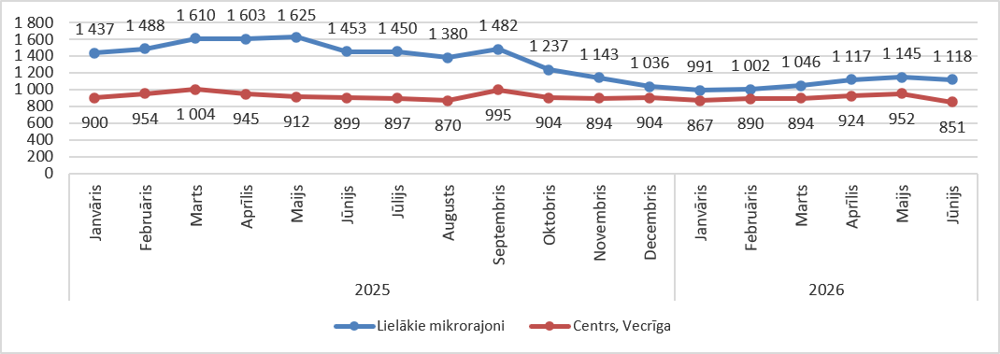 1 800
1 600
1 400
1 200
1 000
800
600
400
200
0
1 437 1 488 1 610 1 603 1 625 1 453 1 450 1 380 1 482 1 237 1 143 1 036 991 1 002 1 046 1 117 1 145 1 118
900 954 1 004 945 912 899 897 870 995 904 894 904 867 890 894 924 952 851
Janvāris Februāris Marts Aprīlis Maijs Jūnijs Jūlijs Augusts Septembris Oktobris Novembris Decembris Janvāris Februāris Marts Aprīlis Maijs Jūnijs
2025 2026
Lielākie mikrorajoni Centrs, Vecrīga